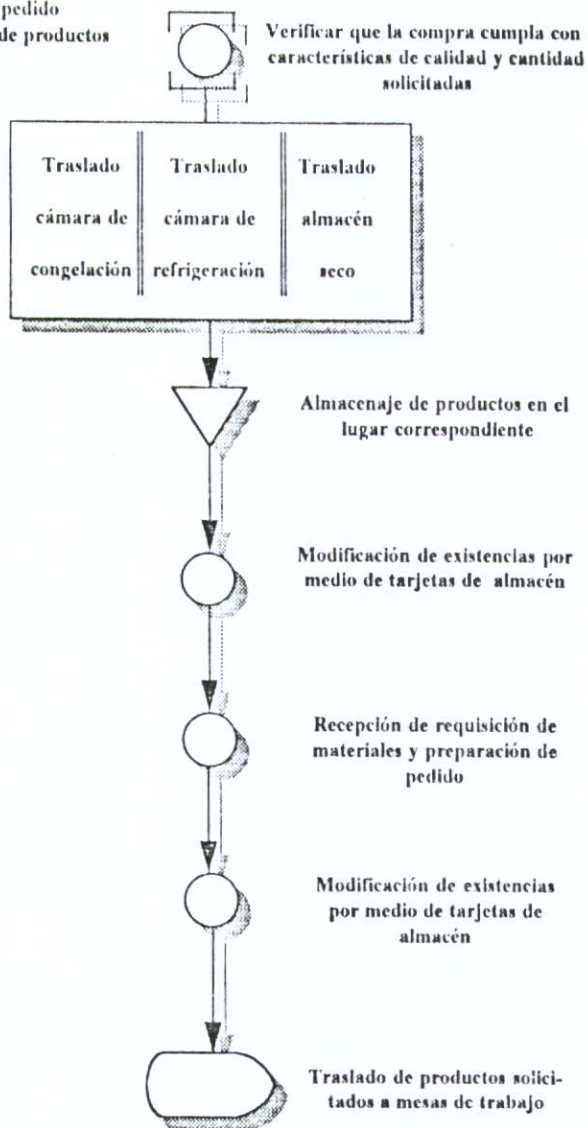 pedido
de productos
Verificar que la compra cumpla con
características de calidad y cantidad
solicitadas
Traslado
cámara de
congelación
Traslado
cámara de
refrigeración
Traslado
almacén
seco
Almacenaje de productos en el
lugar correspondiente
Modificación de existencias por
medio de tarjetas de almacén
Recepción de requisición de
materiales y preparación de
pedido
Modificación de existencias
por medio de tarjetas de
almacén
Traslado de productos solici-
tados a mesas de trabajo